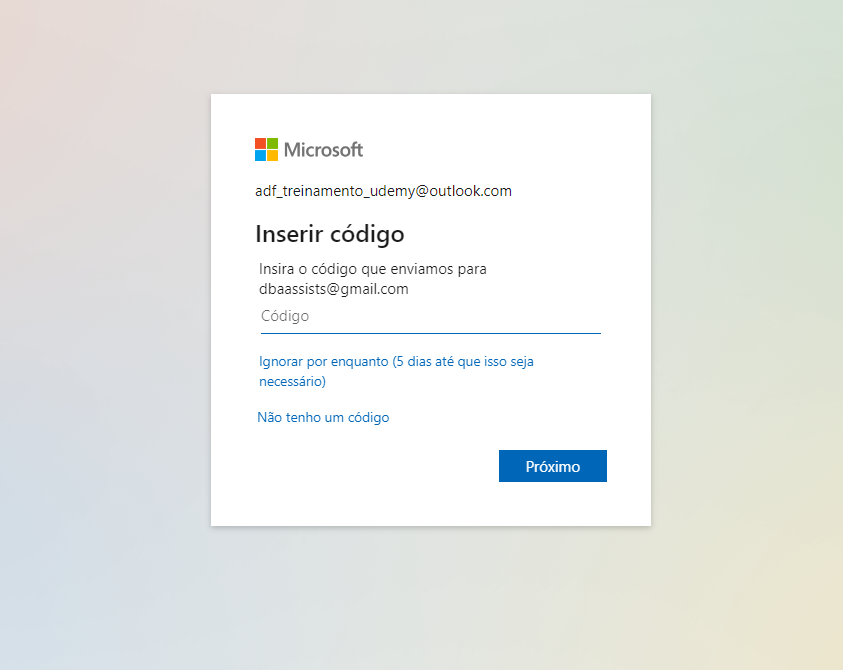 Microsoft
adf_treinamento_udemy@outlook.com
Inserir código
Insira o código que enviamos para
dbaassists@gmail.com
Código
Ignorar por enquanto (5 dias até que isso seja
necessário)
Não tenho um código
Próximo